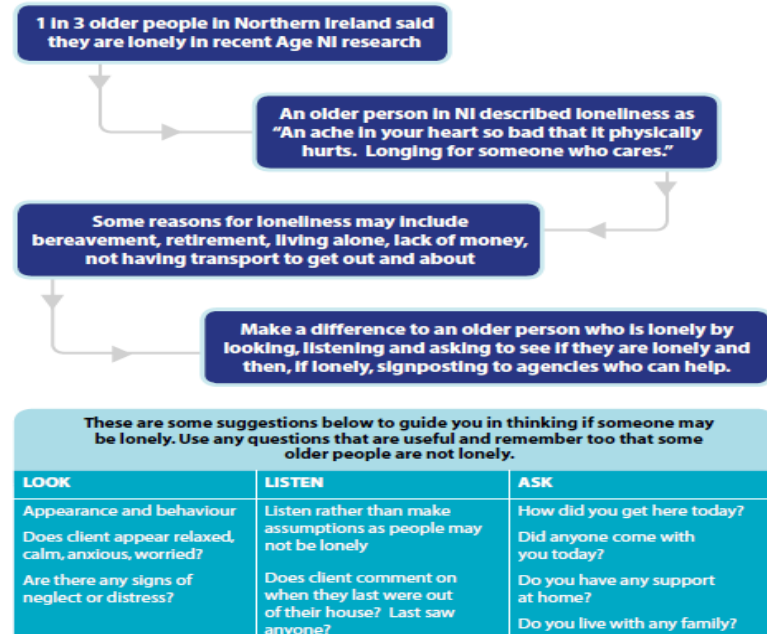 1 in 3 older people in Northern Ireland said
they are lonely in recent Age NI research
An older person in NI described loneliness as
“An ache in your heart so bad that it physically
hurts. Longing for someone who cares.”
Some reasons for loneliness may include
bereavement, retirement, living alone, lack of money,
not having transport to get out and about
Make a difference to an older person who is lonely by
looking, listening and asking to see if they are lonely and
then, if lonely, signposting to agencies who can help.
These are some suggestions below to guide you in thinking if someone may
be lonely. Use any questions that are useful and remember too that some
older people are not lonely.
LOOK
Appearance and behaviour
Does client appear relaxed,
calm, anxious, worried?
Are there any signs of
neglect or distress?
LISTEN
Listen rather than make
assumptions as people may
not be lonely
Does client comment on
when they last were out
of their house? Last saw
anyone?
ASK
How did you get here today?
Did anyone come with
you today?
Do you have any support
at home?
Do you live with any family?